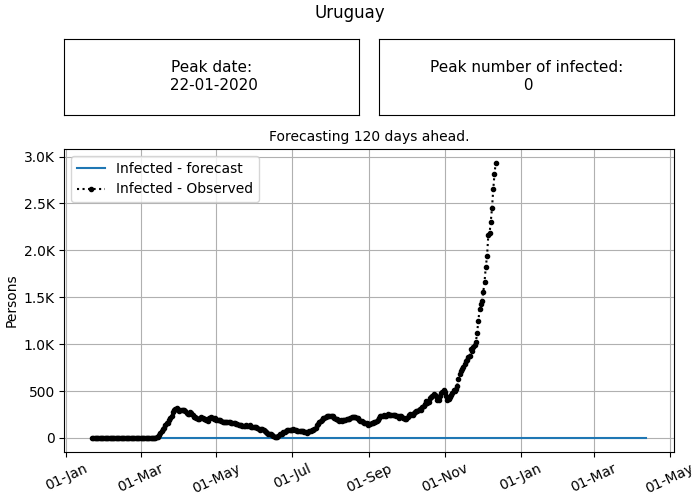 Uruguay
Peak date:
22-01-2020
Peak number of infected:
0
Forecasting 120 days ahead.
Infected - forecast
Infected - Observed
Persons
3.0K
2.5K
2.0K
1.5K
1.0K
500
0
01-Jan
01-Mar
01-May
01-Jul
01-Sep
01-Nov
01-Jan
01-Mar
01-May